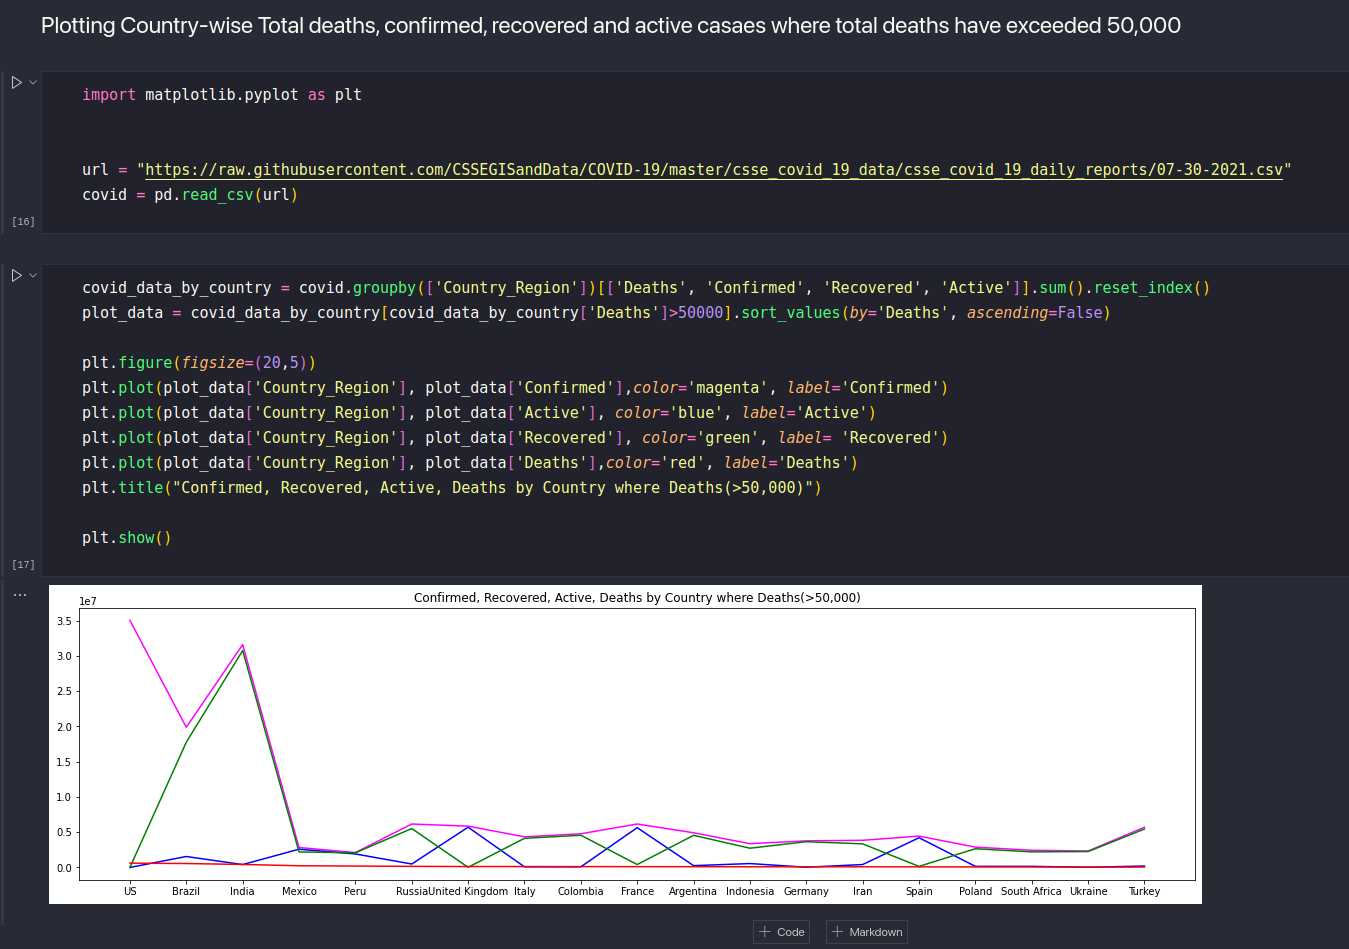 Plotting Country-wise Total deaths, confirmed, recovered and active casaes where total deaths have exceeded 50,000
import matplotlib.pyplot as plt
url = "https://raw.githubusercontent.com/CSSEGISandData/COVID-19/master/csse_covid_19_data/csse_covid_19_daily_reports/07-30-2021.csv"
covid = pd.read_csv(url)
[16]
covid_data_by_country = covid.groupby(['Country_Region'])[['Deaths', 'Confirmed', 'Recovered', 'Active']].sum().reset_index()
plot_data = covid_data_by_country[covid_data_by_country['Deaths']>50000].sort_values(by='Deaths', ascending=False)
plt.figure(figsize=(20,5))
plt.plot(plot_data['Country_Region'], plot_data['Confirmed'],color='magenta', label='Confirmed')
plt.plot(plot_data['Country_Region'], plot_data['Active'], color='blue', label='Active')
plt.plot(plot_data['Country_Region'], plot_data['Recovered'], color='green', label= 'Recovered')
plt.plot(plot_data['Country_Region'], plot_data['Deaths'],color='red', label='Deaths')
plt.title("Confirmed, Recovered, Active, Deaths by Country where Deaths(>50,000)")
plt.show()
[17]
...
Confirmed, Recovered, Active, Deaths by Country where Deaths(>50,000)
1e7
3.5
3.0
2.5
2.0
1.5
1.0
0.5
0.0
US Brazil India Mexico Peru Russia United Kingdom Italy Colombia France Argentina Indonesia Germany Iran Spain Poland South Africa Ukraine Turkey
+ Code + Markdown